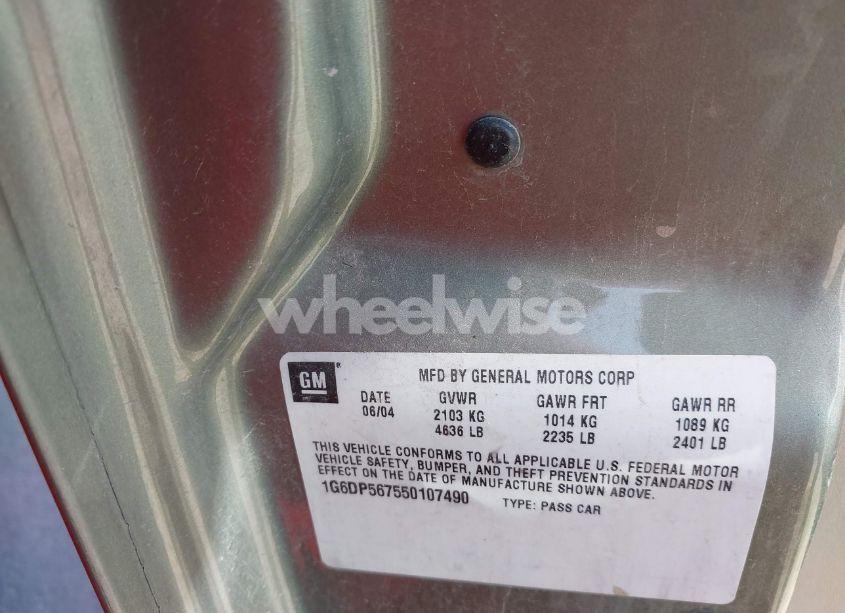 wheelwise
GM ®
MFD BY GENERAL MOTORS CORP
DATE GVWR GAWR FRT GAWR RR
06/04 2103 KG 1014 KG 1089 KG
4636 LB 2235 LB 2401 LB
THIS VEHICLE CONFORMS TO ALL APPLICABLE U.S. FEDERAL MOTOR
VEHICLE SAFETY, BUMPER, AND THEFT PREVENTION STANDARDS IN
EFFECT ON THE DATE OF MANUFACTURE SHOWN ABOVE.
1G6DP567550107490 TYPE: PASS CAR